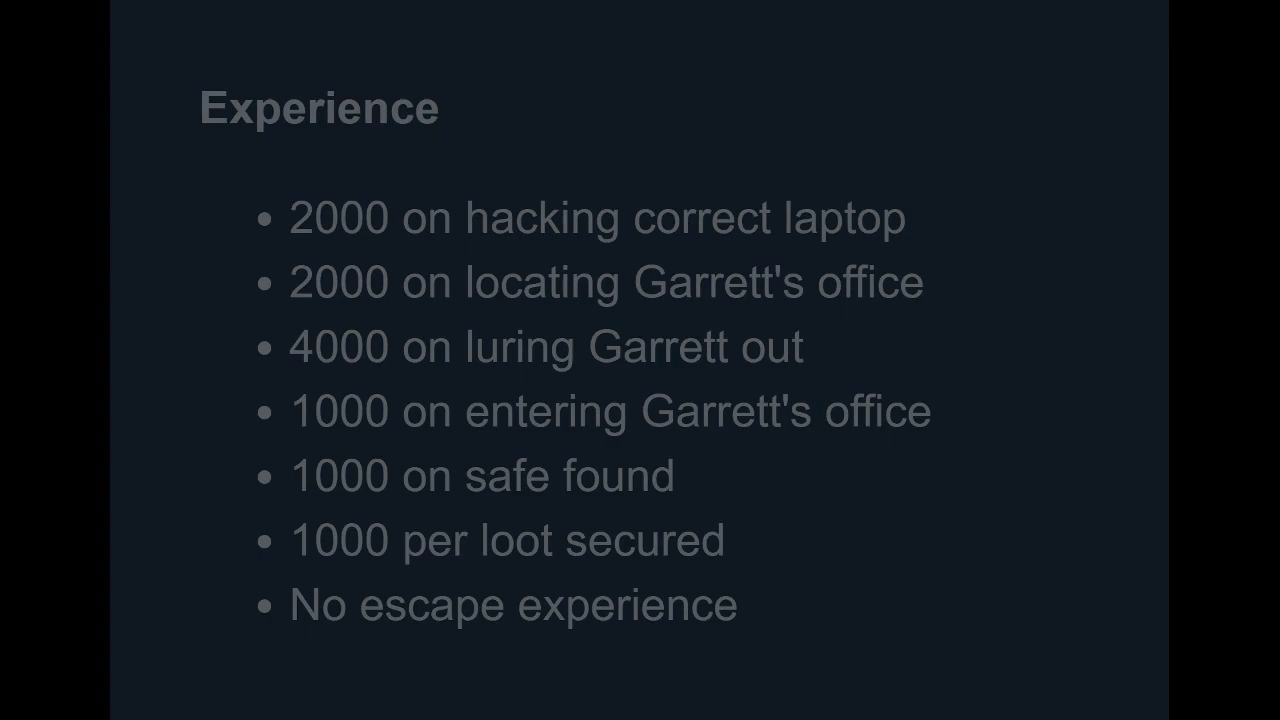 Experience
• 2000 on hacking correct laptop
• 2000 on locating Garrett's office
• 4000 on luring Garrett out
• 1000 on entering Garrett's office
• 1000 on safe found
• 1000 per loot secured
• No escape experience